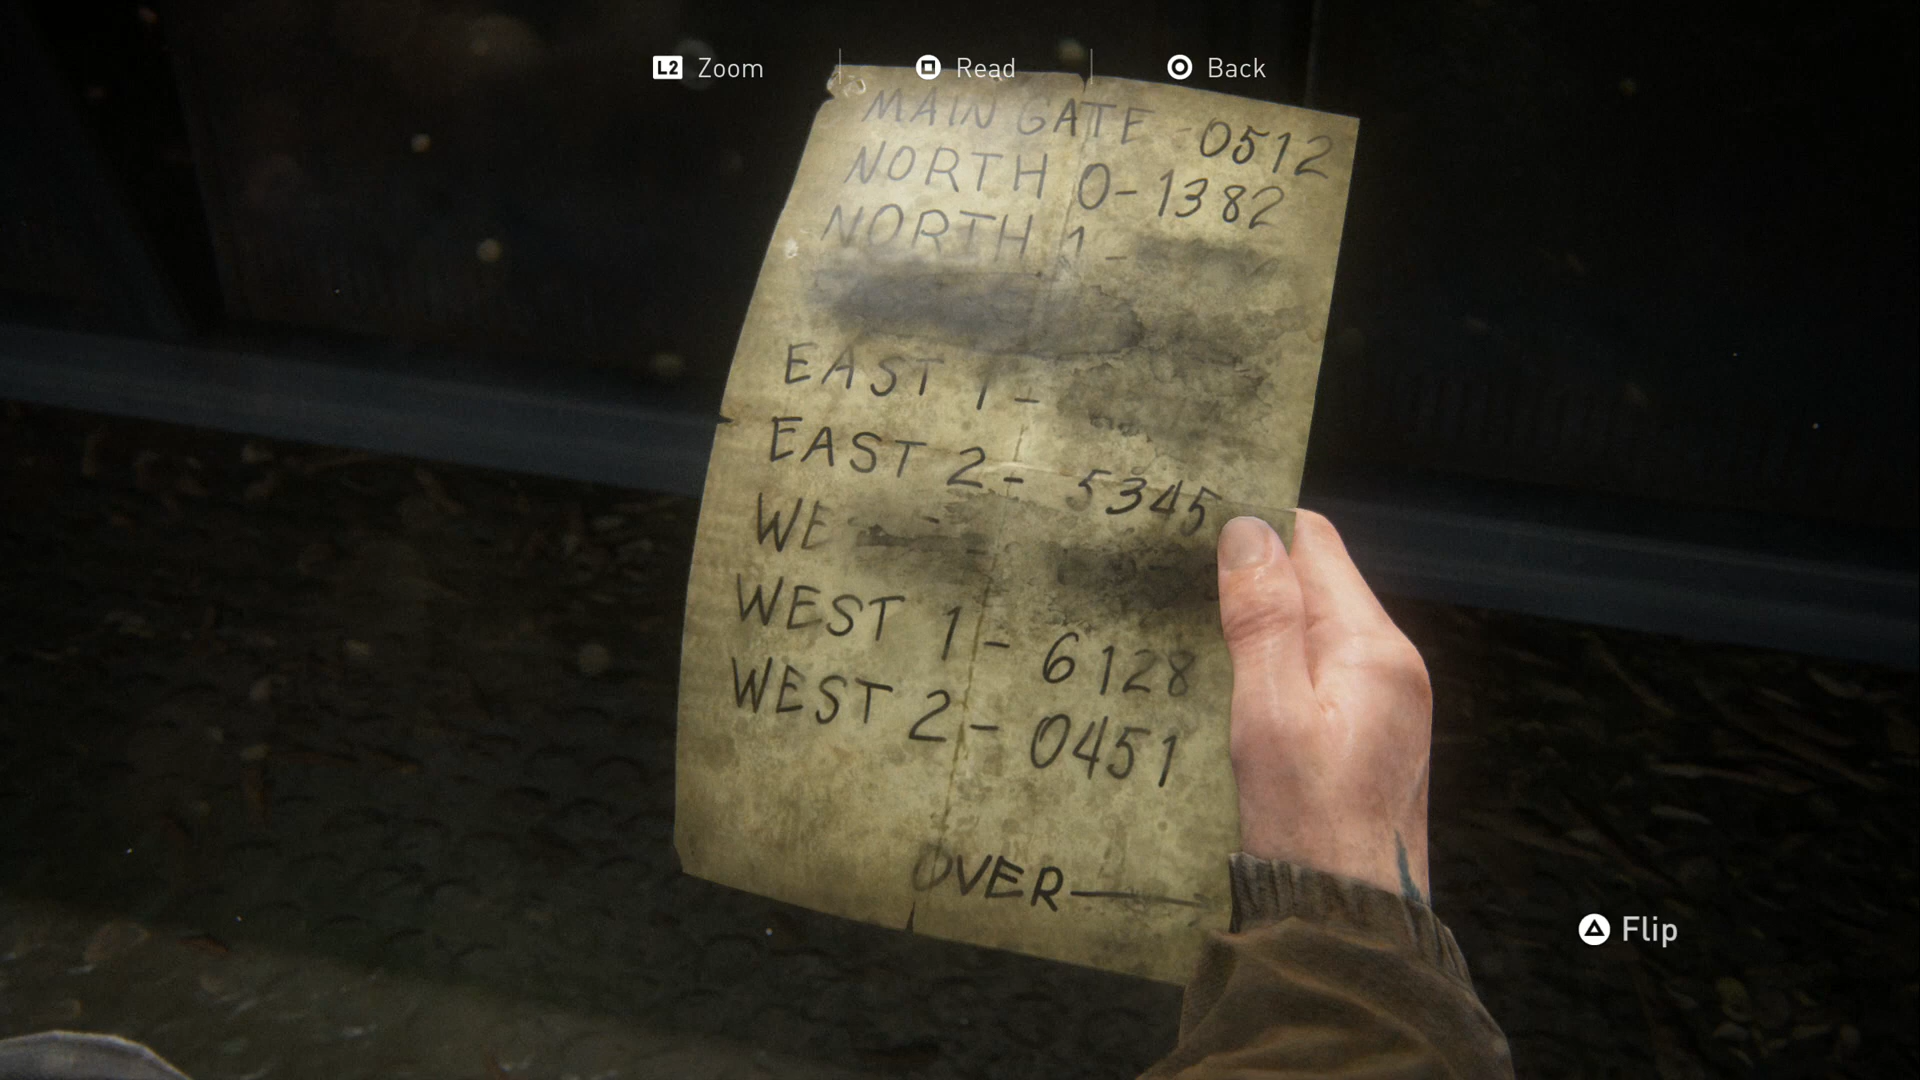 L2 Zoom
Read
Back
MAIN GATE - 0512
NORTH 0 - 1382
NORTH 1 -
EAST 1 -
EAST 2 - 5345
WE
WEST 1 - 6128
WEST 2 - 0451
OVER
Flip